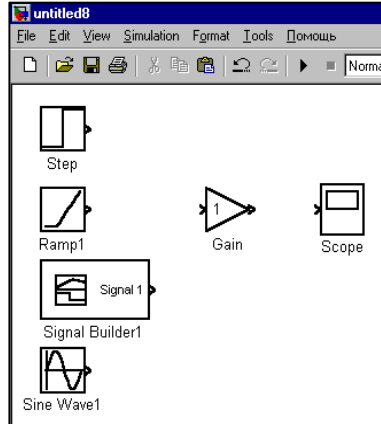 untitled8
File Edit View Simulation Format Tools Помощь
Norma
Step
Ramp1
1
Gain
Scope
Signal 1
Signal Builder1
Sine Wave1